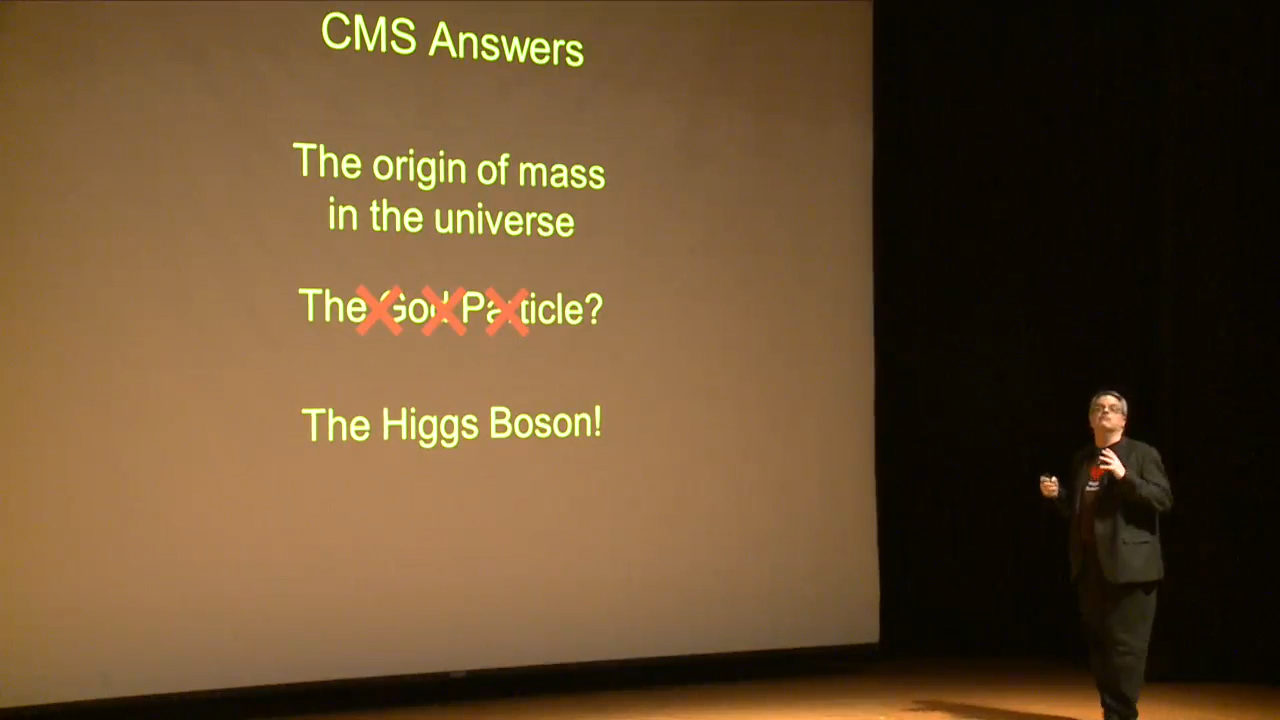 CMS Answers
The origin of mass
in the universe
The God Particle?
The Higgs Boson!